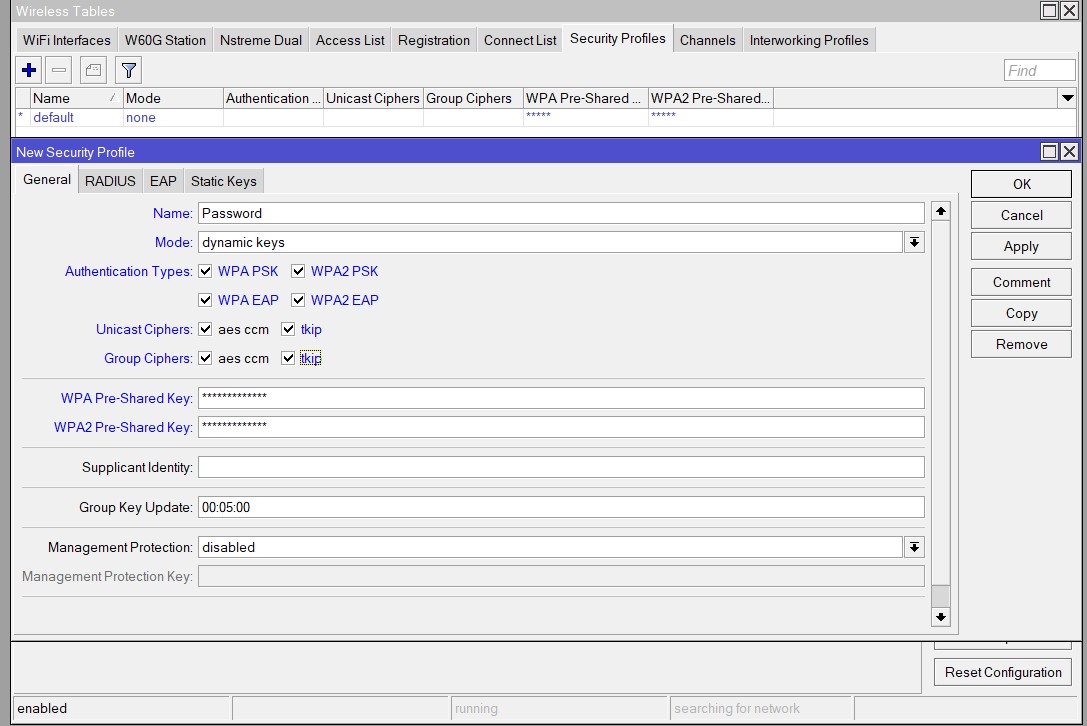 Wireless Tables
WiFi Interfaces W60G Station Nstreme Dual Access List Registration Connect List Security Profiles Channels Interworking Profiles
Find
Name Mode Authentication ... Unicast Ciphers Group Ciphers WPA Pre-Shared ... WPA2 Pre-Shared...
* default none ***** *****
New Security Profile
General RADIUS EAP Static Keys
OK
Name: Password
Cancel
Mode: dynamic keys
Apply
Authentication Types: WPA PSK WPA2 PSK
Comment
WPA EAP WPA2 EAP
Copy
Unicast Ciphers: aes ccm tkip
Remove
Group Ciphers: aes ccm tkip
WPA Pre-Shared Key: *************
WPA2 Pre-Shared Key: *************
Supplicant Identity:
Group Key Update: 00:05:00
Management Protection: disabled
Management Protection Key:
Reset Configuration
enabled running searching for network